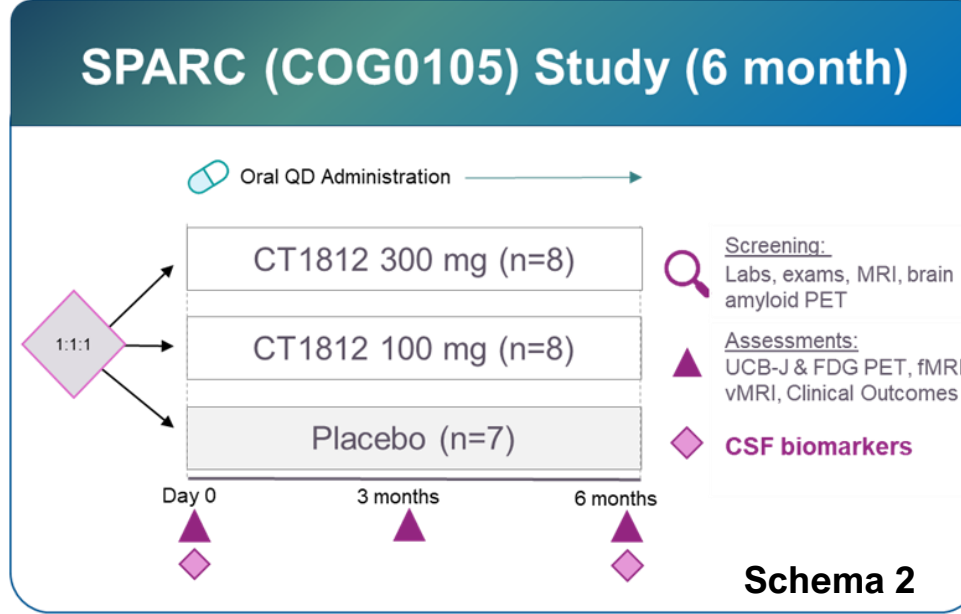 SPARC (COG0105) Study (6 month)
Oral QD Administration
CT1812 300 mg (n=8)
CT1812 100 mg (n=8)
Placebo (n=7)
1:1:1
Day 0
3 months
6 months
Screening:
Labs, exams, MRI, brain
amyloid PET
Assessments:
UCB-J & FDG PET, fMRI
vMRI, Clinical Outcomes
CSF biomarkers
Schema 2